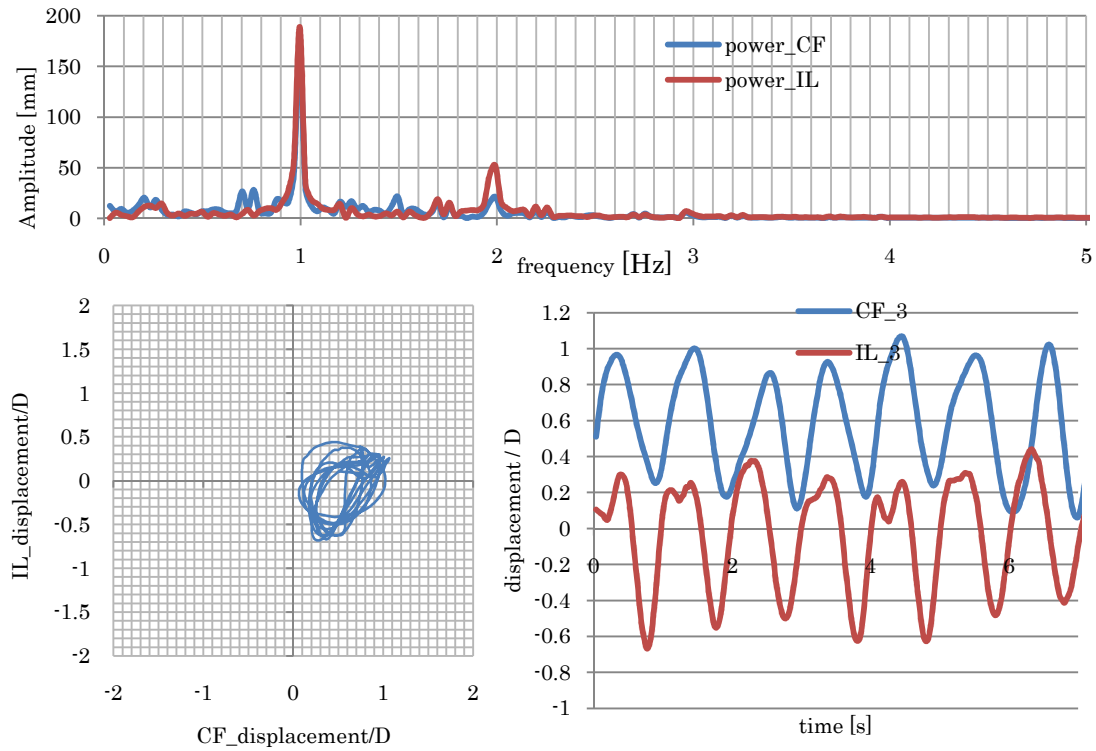 200
150
100
50
0
Amplitude [mm]
power_CF
power_IL
0 1 2 3 4 5
frequency [Hz]
2
1.5
1
0.5
0
-0.5
-1
-1.5
-2
IL_displacement/D
-2 -1 0 1 2
CF_displacement/D
1.2
1
0.8
0.6
0.4
0.2
0
-0.2
-0.4
-0.6
-0.8
-1
displacement / D
CF_3
IL_3
0 2 4 6
time [s]